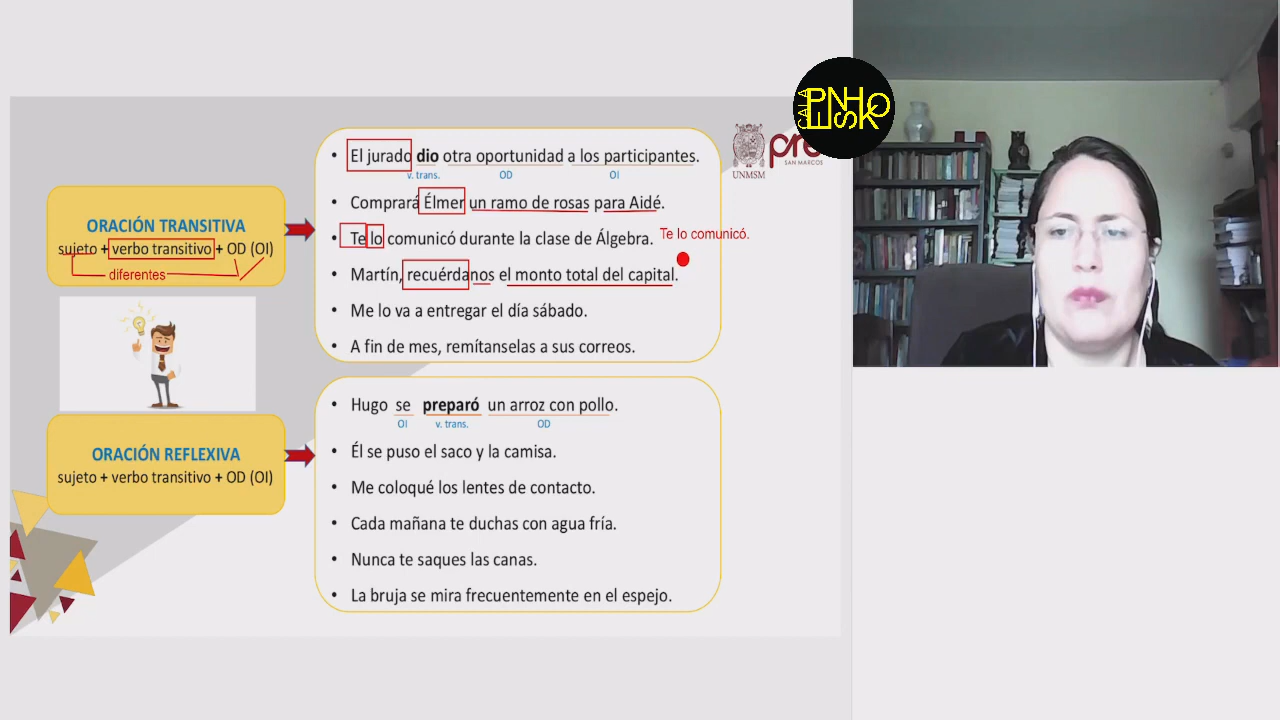 ORACIÓN TRANSITIVA
sujeto + verbo transitivo + OD (OI)
diferentes
• El jurado dio otra oportunidad a los participantes.
v. trans. OD OI
• Comprará Élmer un ramo de rosas para Aidé.
• Te lo comunicó durante la clase de Álgebra. Te lo comunicó.
• Martín, recuérdanos el monto total del capital.
• Me lo va a entregar el día sábado.
• A fin de mes, remítanselas a sus correos.
ORACIÓN REFLEXIVA
sujeto + verbo transitivo + OD (OI)
• Hugo se preparó un arroz con pollo.
OI v. trans. OD
• Él se puso el saco y la camisa.
• Me coloqué los lentes de contacto.
• Cada mañana te duchas con agua fría.
• Nunca te saques las canas.
• La bruja se mira frecuentemente en el espejo.
UNMSM
SAN MARCOS